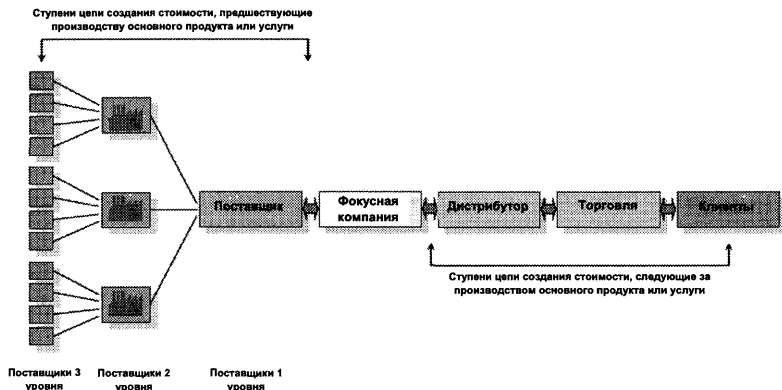 Ступени цепи создания стоимости, предшествующие
производству основного продукта или услуги
Поставщик
Фокусная
компания
Дистрибутор
Торговля
Клиенты
Ступени цепи создания стоимости, следующие за
производством основного продукта или услуги
Поставщики 3
уровня
Поставщики 2
уровня
Поставщики 1
уровня